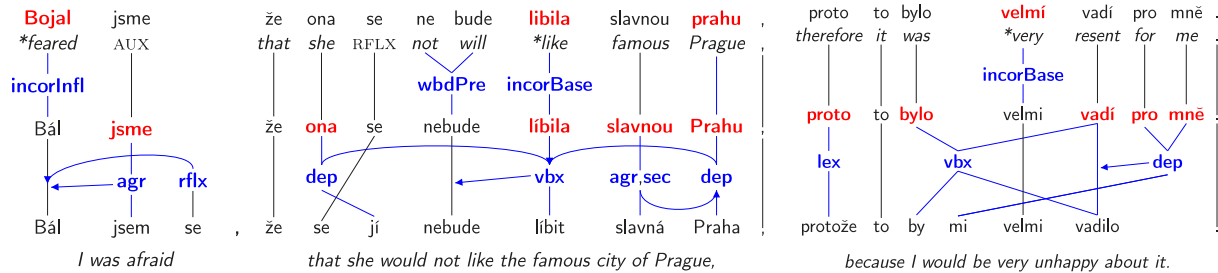 Bojal jsme že ona se ne bude libila slavnou prahu , proto to bylo velmí vadí pro mně .
*feared AUX that she RFLX not will *like famous Prague , therefore it was *very resent for me .
incorInfl wbdPre incorBase incorBase
Bál jsme že ona se nebude líbila slavnou Prahu , proto to bylo velmi vadí pro mně .
agr rflx dep vbx agr,sec dep lex vbx dep
Bál jsem se , že se jí nebude líbit slavná Praha , protože to by mi velmi vadilo .
I was afraid that she would not like the famous city of Prague, because I would be very unhappy about it.